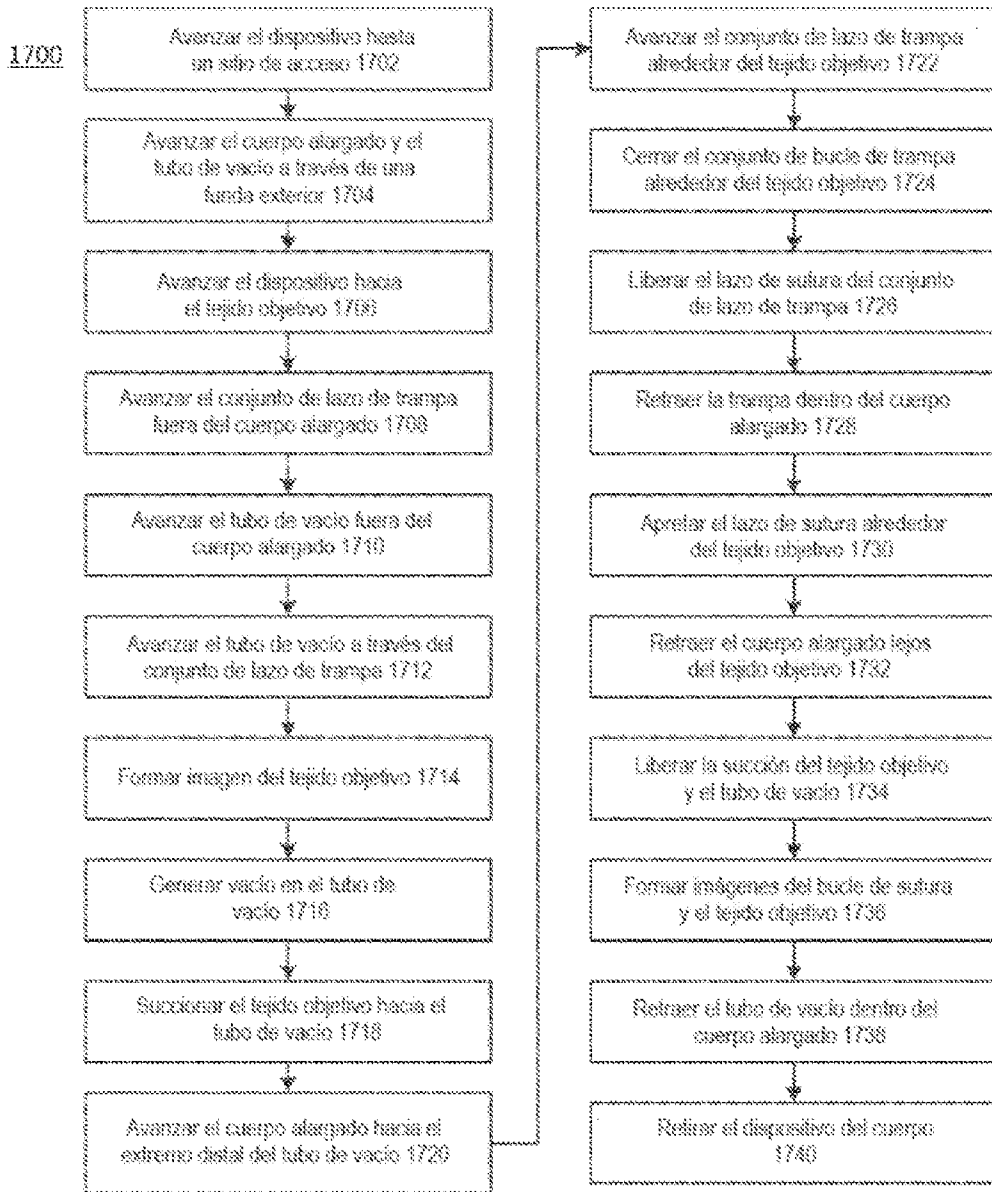 1700
Avanzar el dispositivo hasta
un sitio de acceso 1702
Avanzar el cuerpo alargado y el
tubo de vacío a través de una
funda exterior 1704
Avanzar el dispositivo hacia
el tejido objetivo 1706
Avanzar el conjunto de lazo de trampa
fuera del cuerpo alargado 1708
Avanzar el tubo de vacío fuera del
cuerpo alargado 1710
Avanzar el tubo de vacío a través del
conjunto de lazo de trampa 1712
Formar imagen del tejido objetivo 1714
Generar vacío en el tubo de
vacío 1716
Succionar el tejido objetivo hacia el
tubo de vacío 1718
Avanzar el cuerpo alargado hacia el
extremo distal del tubo de vacío 1720
Avanzar el conjunto de lazo de trampa
alrededor del tejido objetivo 1722
Cerrar el conjunto de bucle de trampa
alrededor del tejido objetivo 1724
Liberar el lazo de sutura del conjunto
de lazo de trampa 1726
Retraer la trampa dentro del cuerpo
alargado 1728
Apretar el lazo de sutura alrededor
del tejido objetivo 1730
Retraer el cuerpo alargado lejos
del tejido objetivo 1732
Liberar la succión del tejido objetivo
y el tubo de vacío 1734
Formar imágenes del bucle de sutura
y el tejido objetivo 1736
Retraer el tubo de vacío dentro del
cuerpo alargado 1738
Retirar el dispositivo del cuerpo
1740